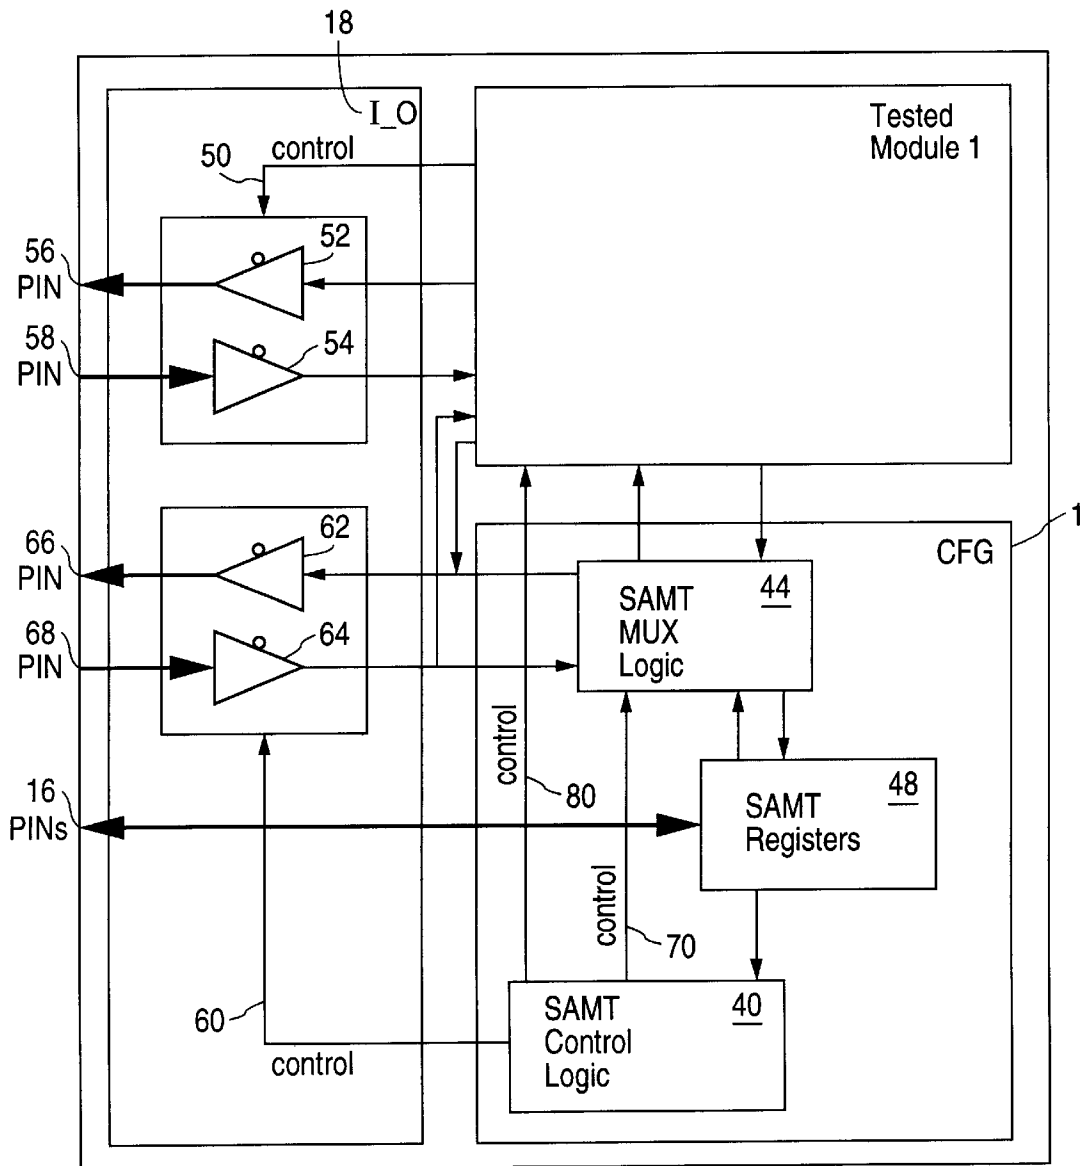 18
I_O
Tested
Module 1
control
50
52
56
PIN
54
58
PIN
62
66
PIN
64
68
PIN
1
CFG
44
SAMT
MUX
Logic
control
80
16
PINs
48
SAMT
Registers
control
70
60
control
40
SAMT
Control
Logic